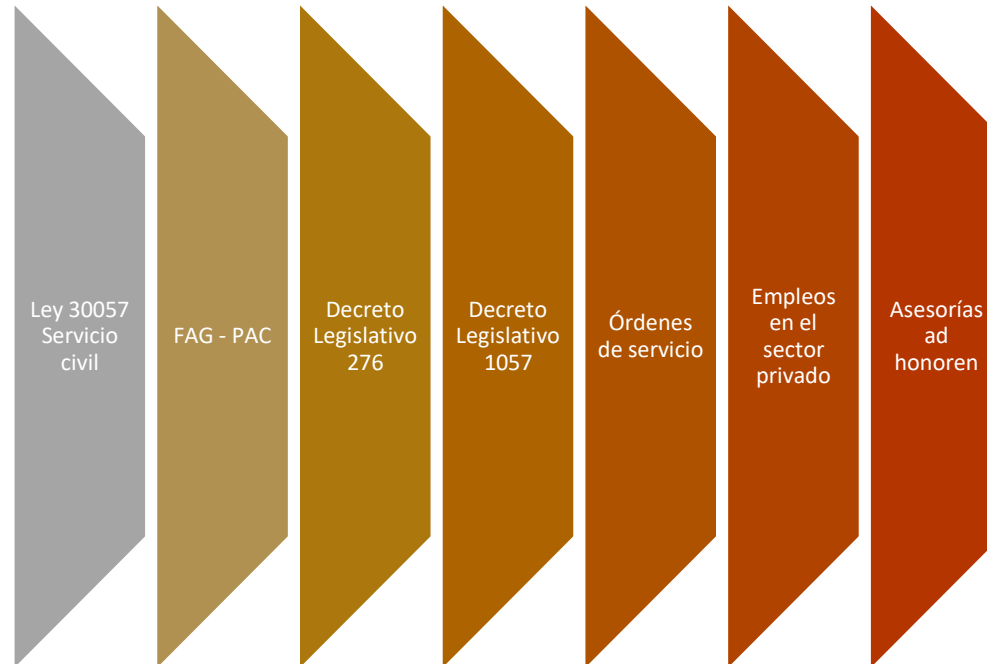 Ley 30057
Servicio
civil
FAG - PAC
Decreto
Legislativo
276
Decreto
Legislativo
1057
Órdenes
de servicio
Empleos
en el
sector
privado
Asesorías
ad
honoren